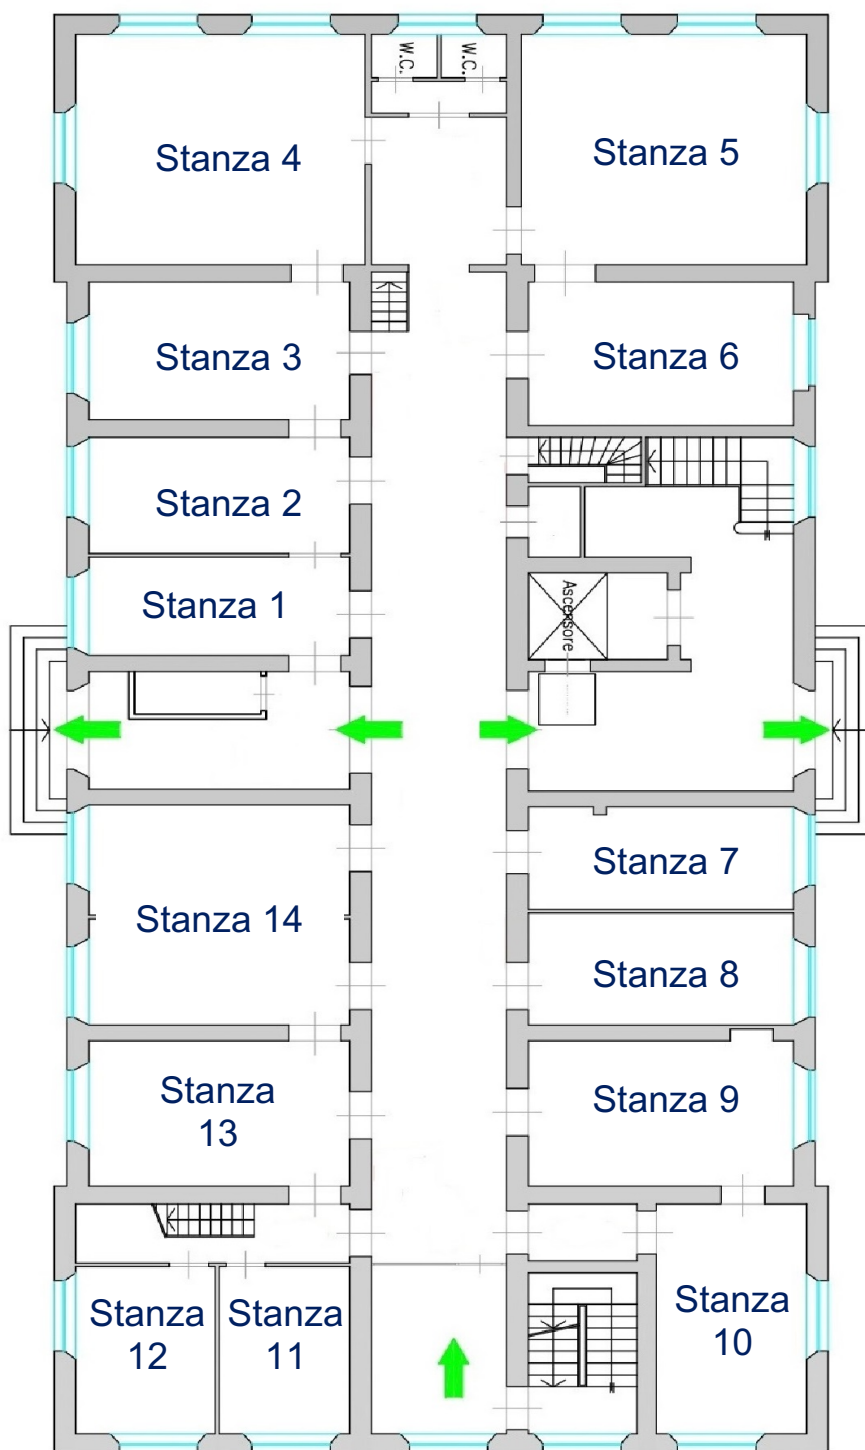 W.C.
W.C.
Stanza 4
Stanza 5
Stanza 3
Stanza 6
Stanza 2
Stanza 1
Ascensore
Stanza 7
Stanza 14
Stanza 8
Stanza
13
Stanza 9
Stanza
12
Stanza
11
Stanza
10